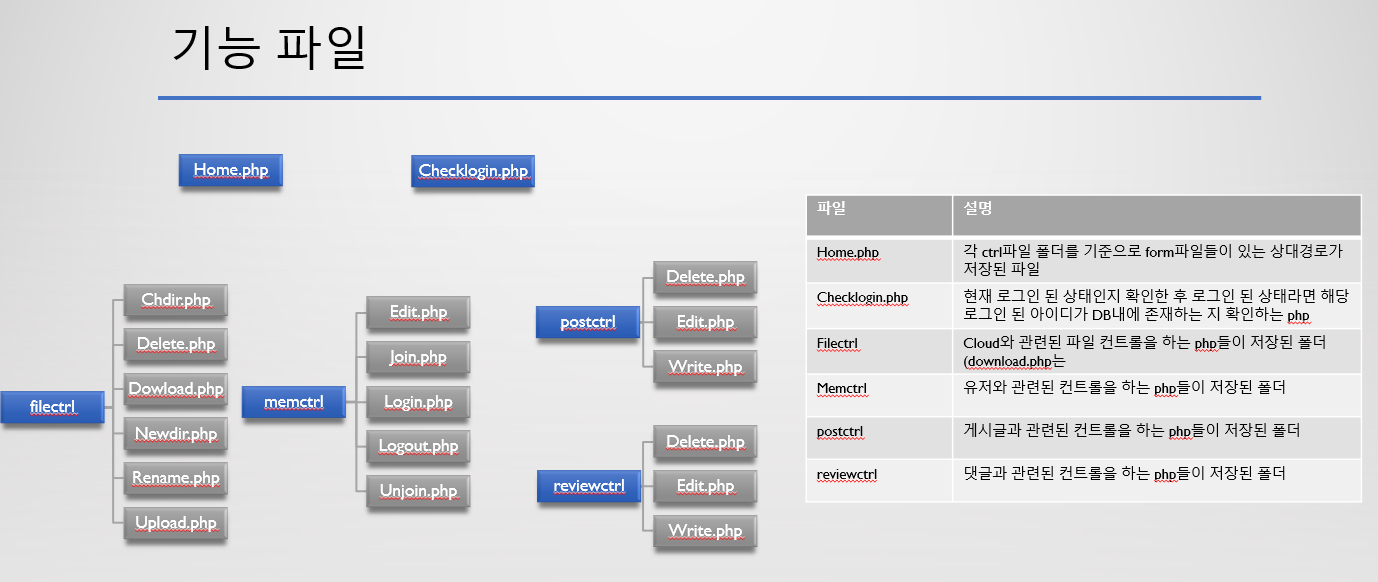 기능 파일
Home.php
Checklogin.php
filectrl
Chdir.php
Delete.php
Dowload.php
Newdir.php
Rename.php
Upload.php
memctrl
Edit.php
Join.php
Login.php
Logout.php
Unjoin.php
postctrl
Delete.php
Edit.php
Write.php
reviewctrl
Delete.php
Edit.php
Write.php
파일 설명
Home.php 각 ctrl파일 폴더를 기준으로 form파일들이 있는 상대경로가
저장된 파일
Checklogin.php 현재 로그인 된 상태인지 확인한 후 로그인 된 상태라면 해당
로그인 된 아이디가 DB내에 존재하는 지 확인하는 php
Filectrl Cloud와 관련된 파일 컨트롤을 하는 php들이 저장된 폴더
(download.php는
Memctrl 유저와 관련된 컨트롤을 하는 php들이 저장된 폴더
postctrl 게시글과 관련된 컨트롤을 하는 php들이 저장된 폴더
reviewctrl 댓글과 관련된 컨트롤을 하는 php들이 저장된 폴더